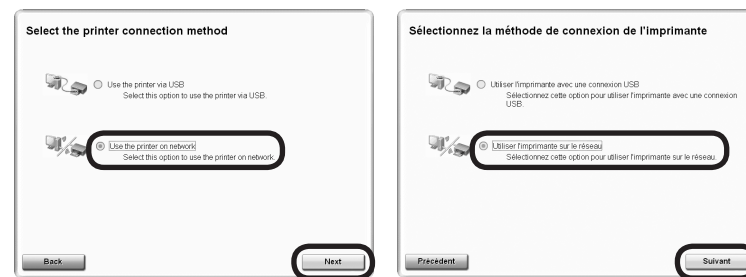 Select the printer connection method
Use the printer via USB
Select this option to use the printer via USB.
Use the printer on network
Select this option to use the printer on network.
Back
Next
Sélectionnez la méthode de connexion de l'imprimante
Utiliser l'imprimante avec une connexion USB
Sélectionnez cette option pour utiliser l'imprimante avec une connexion
USB.
Utiliser l'imprimante sur le réseau
Sélectionnez cette option pour utiliser l'imprimante sur le réseau.
Précédent
Suivant